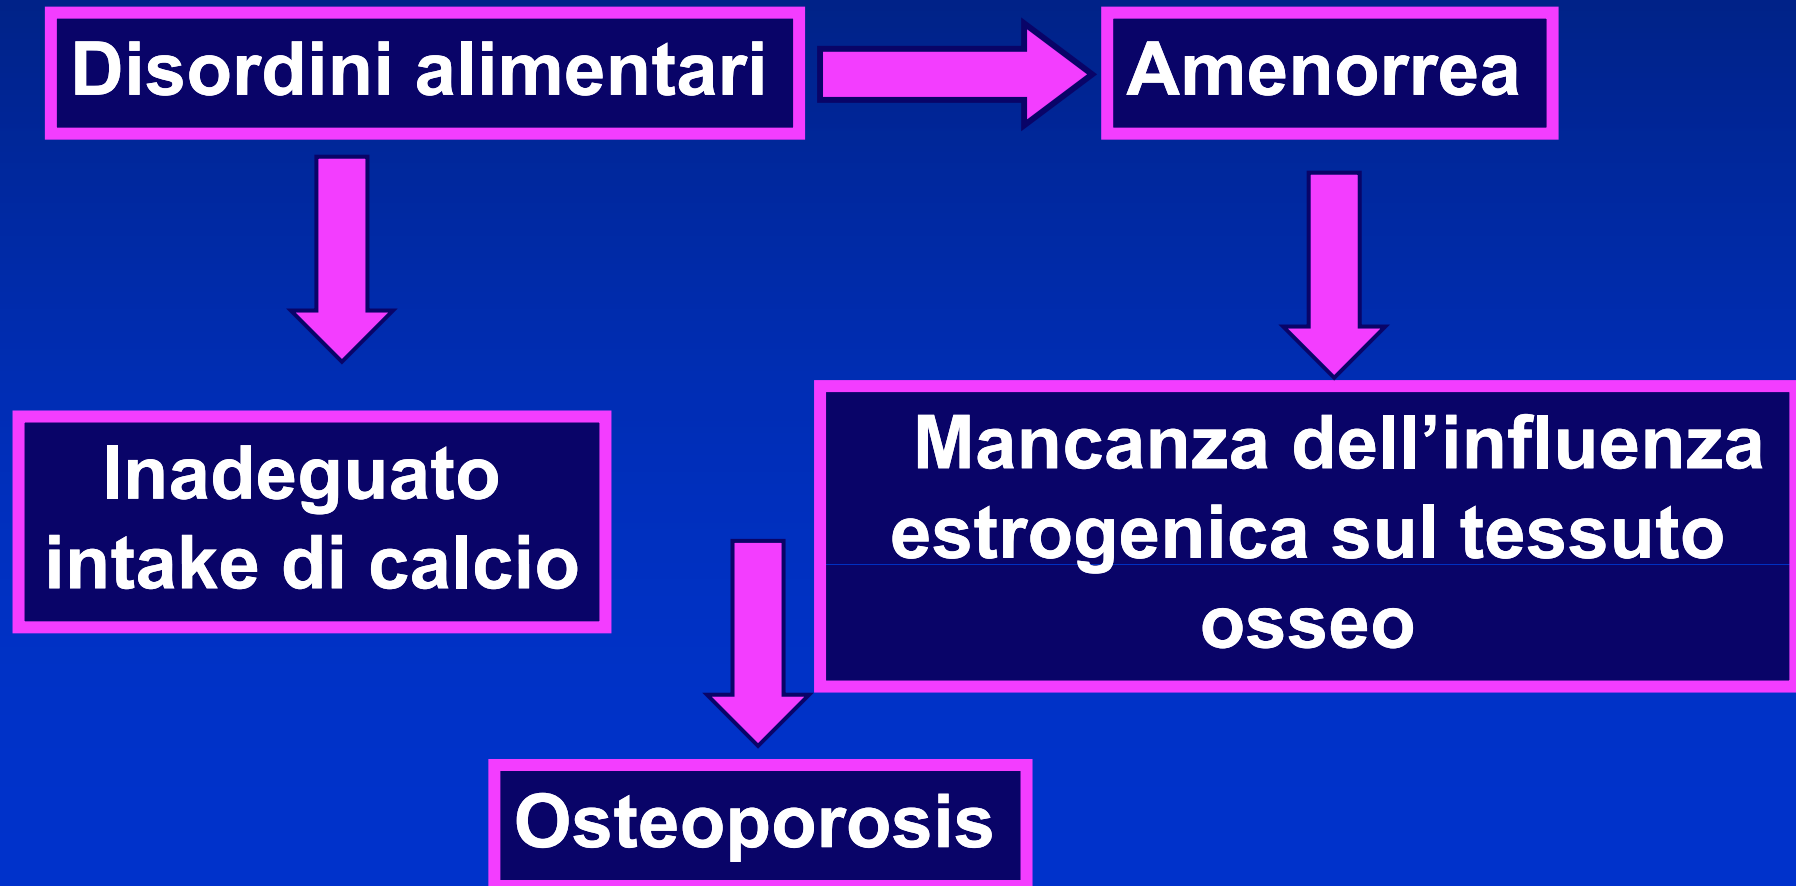 Disordini alimentari
Amenorrea
Inadeguato
intake di calcio
Mancanza dell’influenza
estrogenica sul tessuto
osseo
Osteoporosis